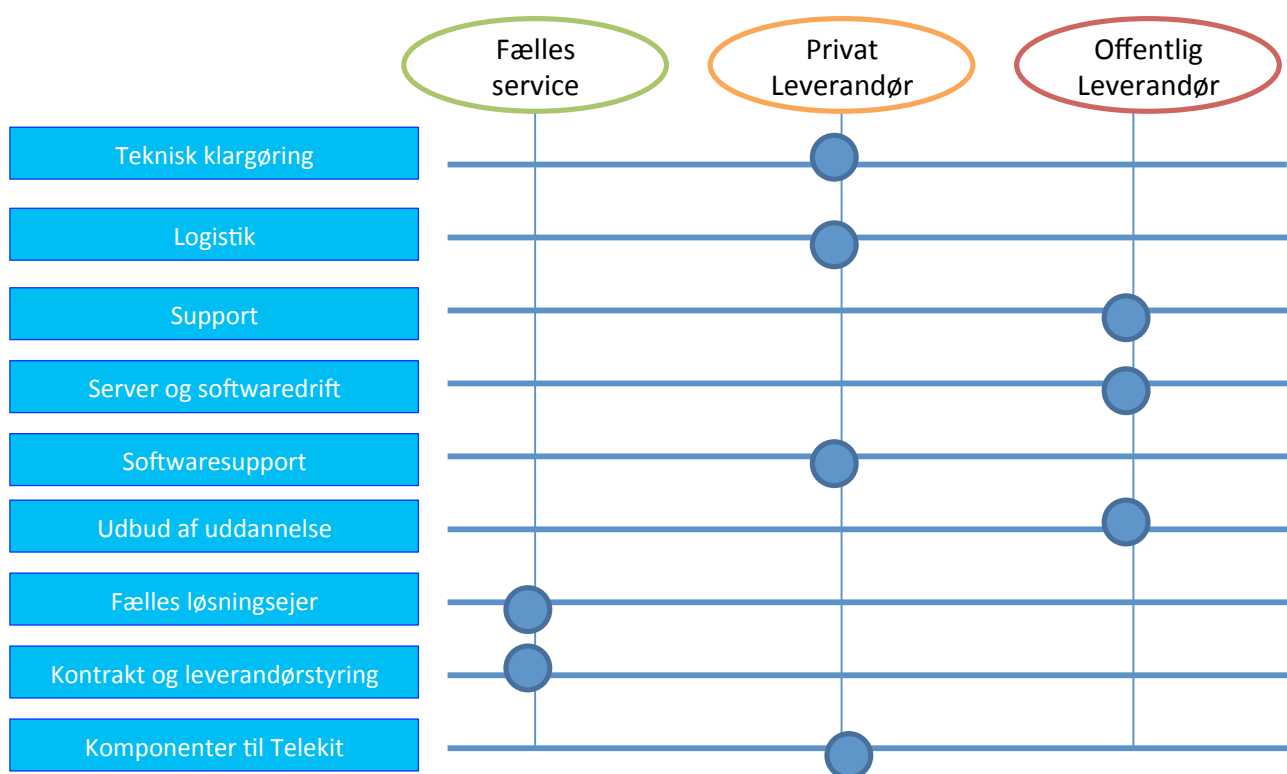 Fælles
service
Privat
Leverandør
Offentlig
Leverandør
Teknisk klargøring
Logistik
Support
Server og softwaredrift
Softwaresupport
Udbud af uddannelse
Fælles løsningsejer
Kontrakt og leverandørstyring
Komponenter til Telekit